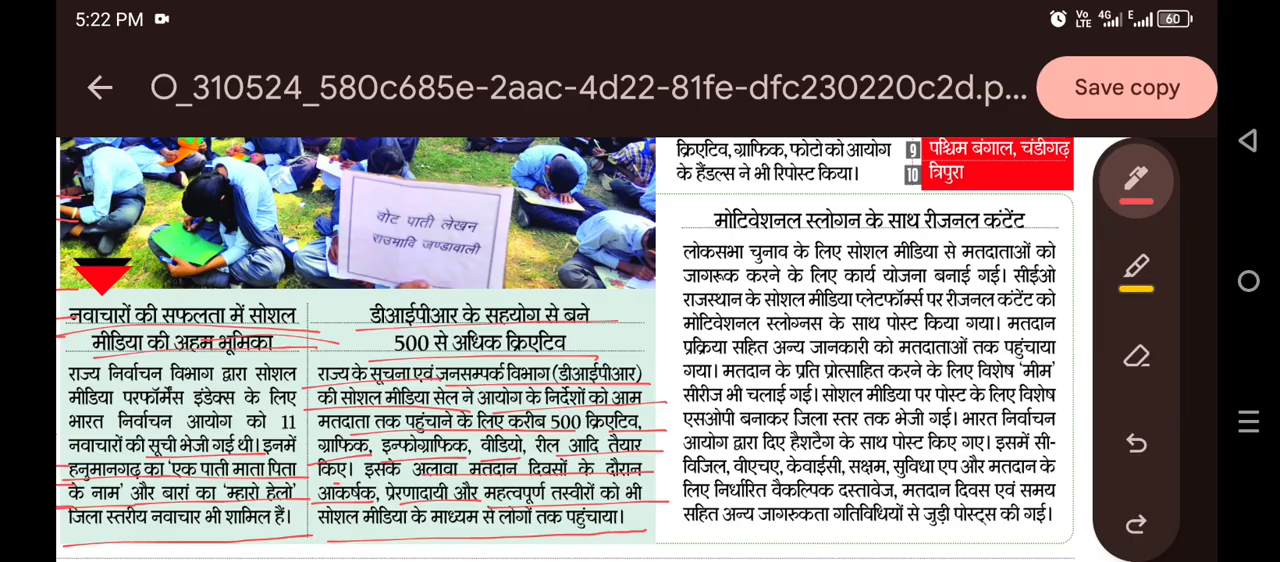 5:22 PM
Vo LTE 4G E 60
O_310524_580c685e-2aac-4d22-81fe-dfc230220c2d.p...
Save copy
वोट पाती लेखन
राउमावि जण्डावाली
नवाचारों की सफलता में सोशल
मीडिया की अहम भूमिका
राज्य निर्वाचन विभाग द्वारा सोशल
मीडिया परफॉर्मेंस इंडेक्स के लिए
भारत निर्वाचन आयोग को 11
नवाचारों की सूची भेजी गई थी। इनमें
हनुमानगढ़ का 'एक पाती माता पिता
के नाम' और बारां का 'म्हारो हेलो'
जिला स्तरीय नवाचार भी शामिल हैं।
डीआईपीआर के सहयोग से बने
500 से अधिक क्रिएटिव
राज्य के सूचना एवं जनसम्पर्क विभाग (डीआईपीआर)
की सोशल मीडिया सेल ने आयोग के निर्देशों को आम
मतदाता तक पहुंचाने के लिए करीब 500 क्रिएटिव,
ग्राफिक, इन्फोग्राफिक, वीडियो, रील आदि तैयार
किए। इसके अलावा मतदान दिवसों के दौरान
आकर्षक, प्रेरणादायी और महत्वपूर्ण तस्वीरों को भी
सोशल मीडिया के माध्यम से लोगों तक पहुंचाया।
क्रिएटिव, ग्राफिक, फोटो को आयोग
के हैंडल्स ने भी रिपोस्ट किया।
9 पश्चिम बंगाल, चंडीगढ़
10 त्रिपुरा
मोटिवेशनल स्लोगन के साथ रीजनल कंटेंट
लोकसभा चुनाव के लिए सोशल मीडिया से मतदाताओं को
जागरूक करने के लिए कार्य योजना बनाई गई। सीईओ
राजस्थान के सोशल मीडिया प्लेटफॉर्म्स पर रीजनल कंटेंट को
मोटिवेशनल स्लोग्नस के साथ पोस्ट किया गया। मतदान
प्रक्रिया सहित अन्य जानकारी को मतदाताओं तक पहुंचाया
गया। मतदान के प्रति प्रोत्साहित करने के लिए विशेष 'मीम'
सीरीज भी चलाई गई। सोशल मीडिया पर पोस्ट के लिए विशेष
एसओपी बनाकर जिला स्तर तक भेजी गई। भारत निर्वाचन
आयोग द्वारा दिए हैशटैग के साथ पोस्ट किए गए। इसमें सी-
विजिल, वीएचए, केवाईसी, सक्षम, सुविधा एप और मतदान के
लिए निर्धारित वैकल्पिक दस्तावेज, मतदान दिवस एवं समय
सहित अन्य जागरुकता गतिविधियों से जुड़ी पोस्ट्स की गई।